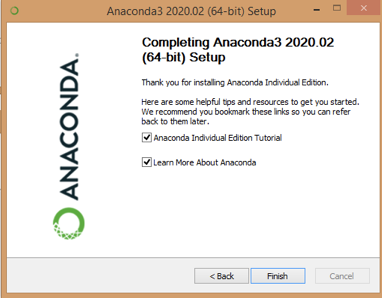 Anaconda3 2020.02 (64-bit) Setup
Completing Anaconda3 2020.02
(64-bit) Setup
Thank you for installing Anaconda Individual Edition.
Here are some helpful tips and resources to get you started.
We recommend you bookmark these links so you can refer
back to them later.
Anaconda Individual Edition Tutorial
Learn More About Anaconda
ANACONDA.
< Back
Finish
Cancel